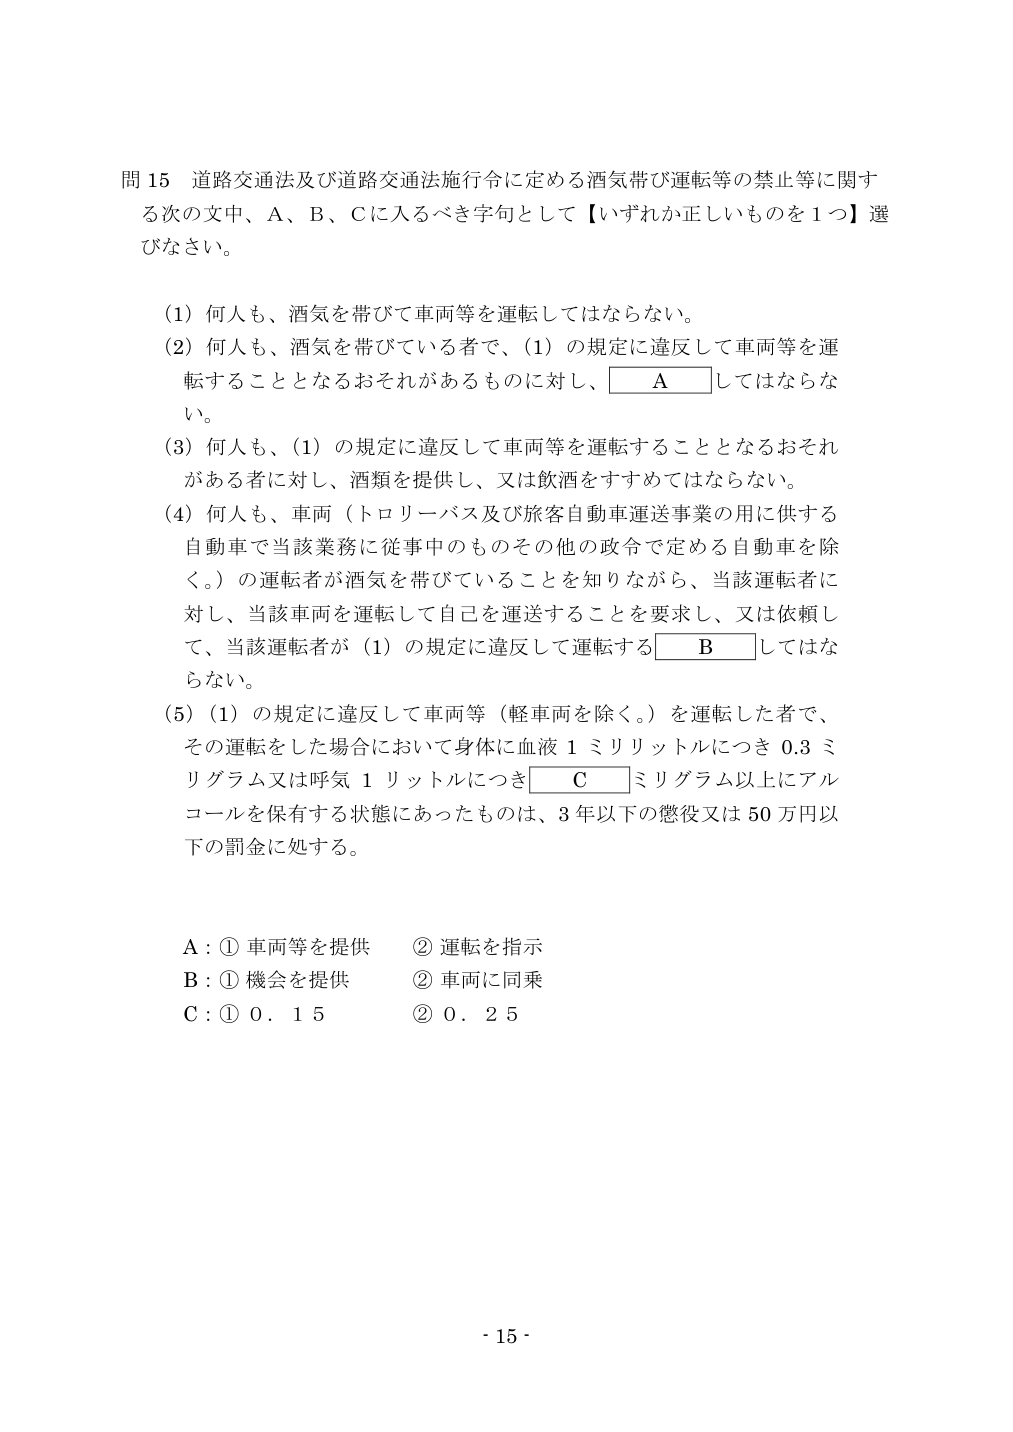 問 15　道路交通法及び道路交通法施行令に定める酒気帯び運転等の禁止等に関す
る次の文中、Ａ、Ｂ、Ｃに入るべき字句として【いずれか正しいものを１つ】選
びなさい。
（1）何人も、酒気を帯びて車両等を運転してはならない。
（2）何人も、酒気を帯びている者で、（1）の規定に違反して車両等を運
転することとなるおそれがあるものに対し、 A してはならな
い。
（3）何人も、（1）の規定に違反して車両等を運転することとなるおそれ
がある者に対し、酒類を提供し、又は飲酒をすすめてはならない。
（4）何人も、車両（トロリーバス及び旅客自動車運送事業の用に供する
自動車で当該業務に従事中のものその他の政令で定める自動車を除
く。）の運転者が酒気を帯びていることを知りながら、当該運転者に
対し、当該車両を運転して自己を運送することを要求し、又は依頼し
て、当該運転者が（1）の規定に違反して運転する B してはな
らない。
（5）（1）の規定に違反して車両等（軽車両を除く。）を運転した者で、
その運転をした場合において身体に血液 1 ミリリットルにつき 0.3 ミ
リグラム又は呼気 1 リットルにつき C ミリグラム以上にアル
コールを保有する状態にあったものは、3 年以下の懲役又は 50 万円以
下の罰金に処する。
A：① 車両等を提供　　② 運転を指示
B：① 機会を提供　　　② 車両に同乗
C：① ０．１５　　　　② ０．２５
- 15 -